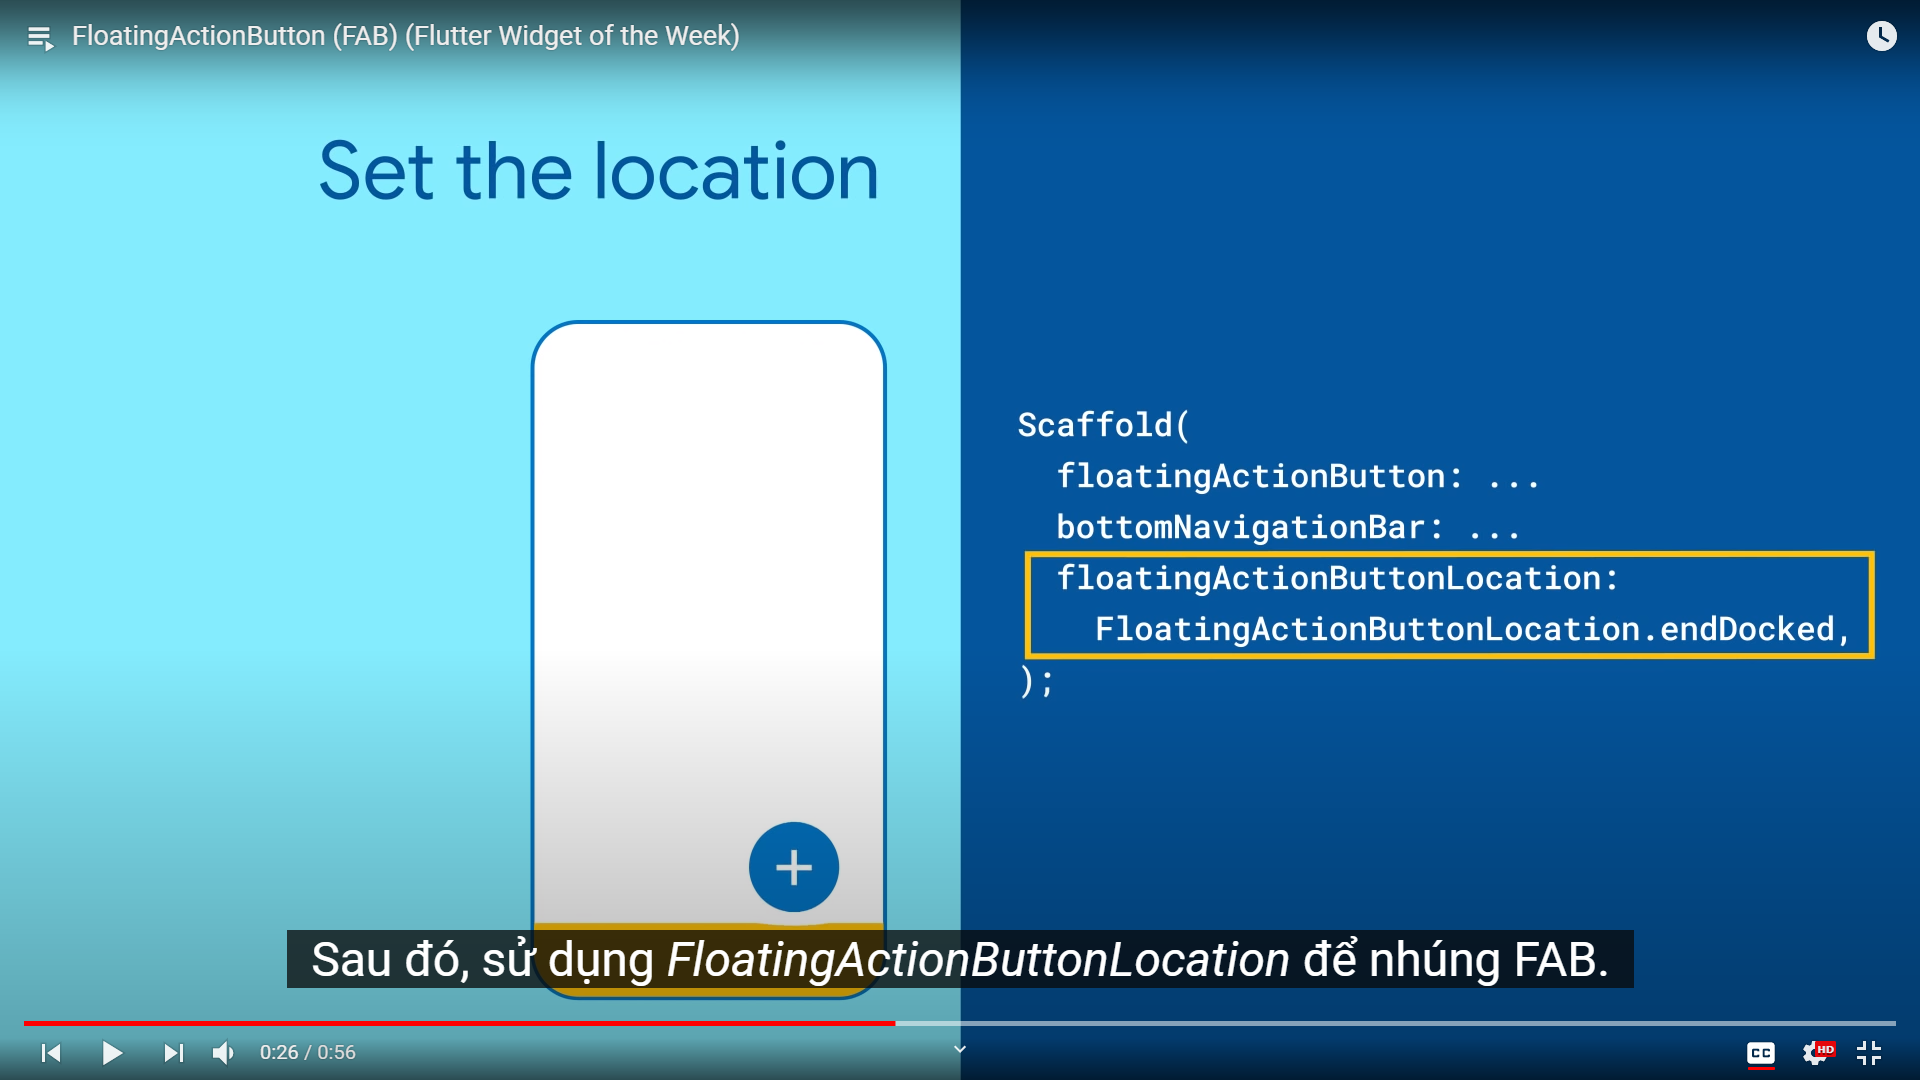 FloatingActionButton (FAB) (Flutter Widget of the Week)
Set the location
Scaffold(
floatingActionButton: ...
bottomNavigationBar: ...
floatingActionButtonLocation:
FloatingActionButtonLocation.endDocked,
);
Sau đó, sử dụng FloatingActionButtonLocation để nhúng FAB.
0:26 / 0:56
CC
HD